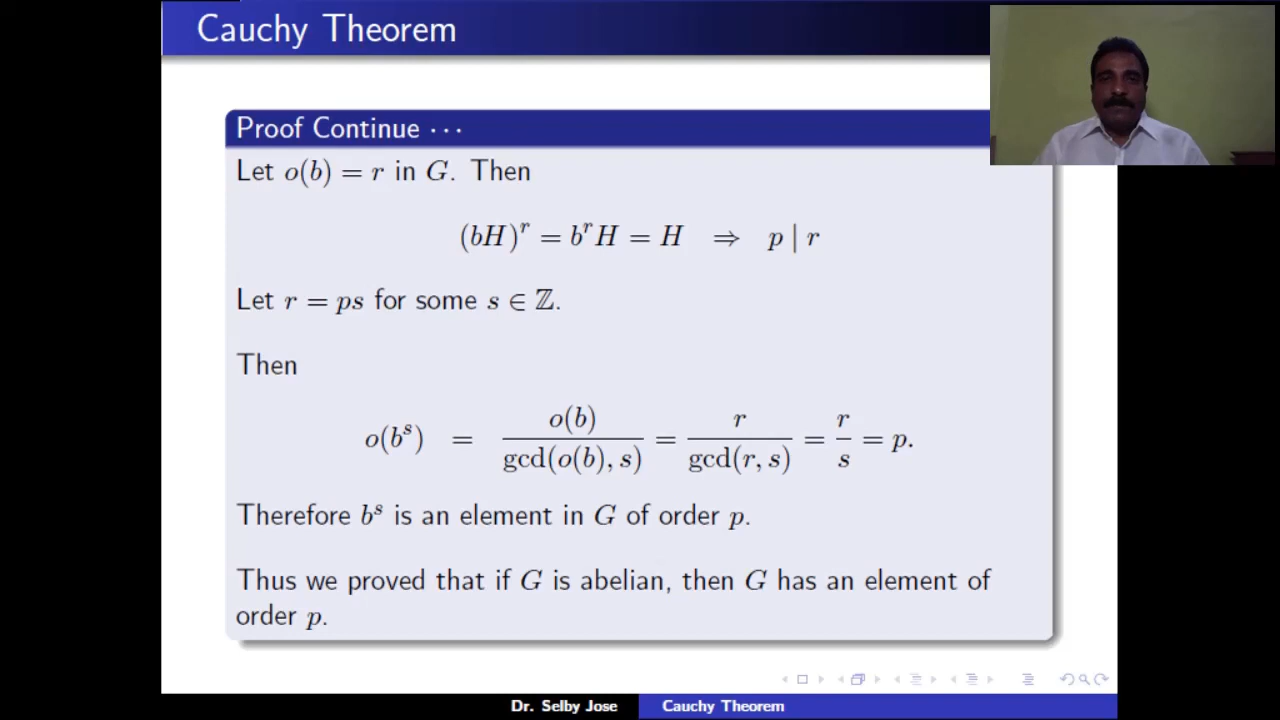 Cauchy Theorem
Proof Continue · · ·
Let o(b) = r in G. Then
(bH)^r = b^r H = H ⇒ p | r
Let r = ps for some s ∈ ℤ.
Then
o(b^s) = o(b) / gcd(o(b), s) = r / gcd(r, s) = r / s = p.
Therefore b^s is an element in G of order p.
Thus we proved that if G is abelian, then G has an element of
order p.
Dr. Selby Jose Cauchy Theorem